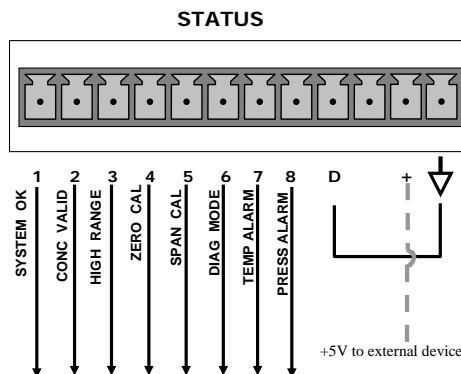 STATUS
1 2 3 4 5 6 7 8 D +
SYSTEM OK
CONC VALID
HIGH RANGE
ZERO CAL
SPAN CAL
DIAG MODE
TEMP ALARM
PRESS ALARM
+5V to external device